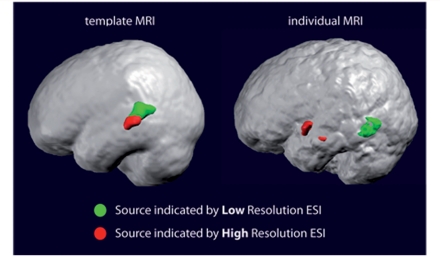 template MRI
individual MRI
Source indicated by Low Resolution ESI
Source indicated by High Resolution ESI